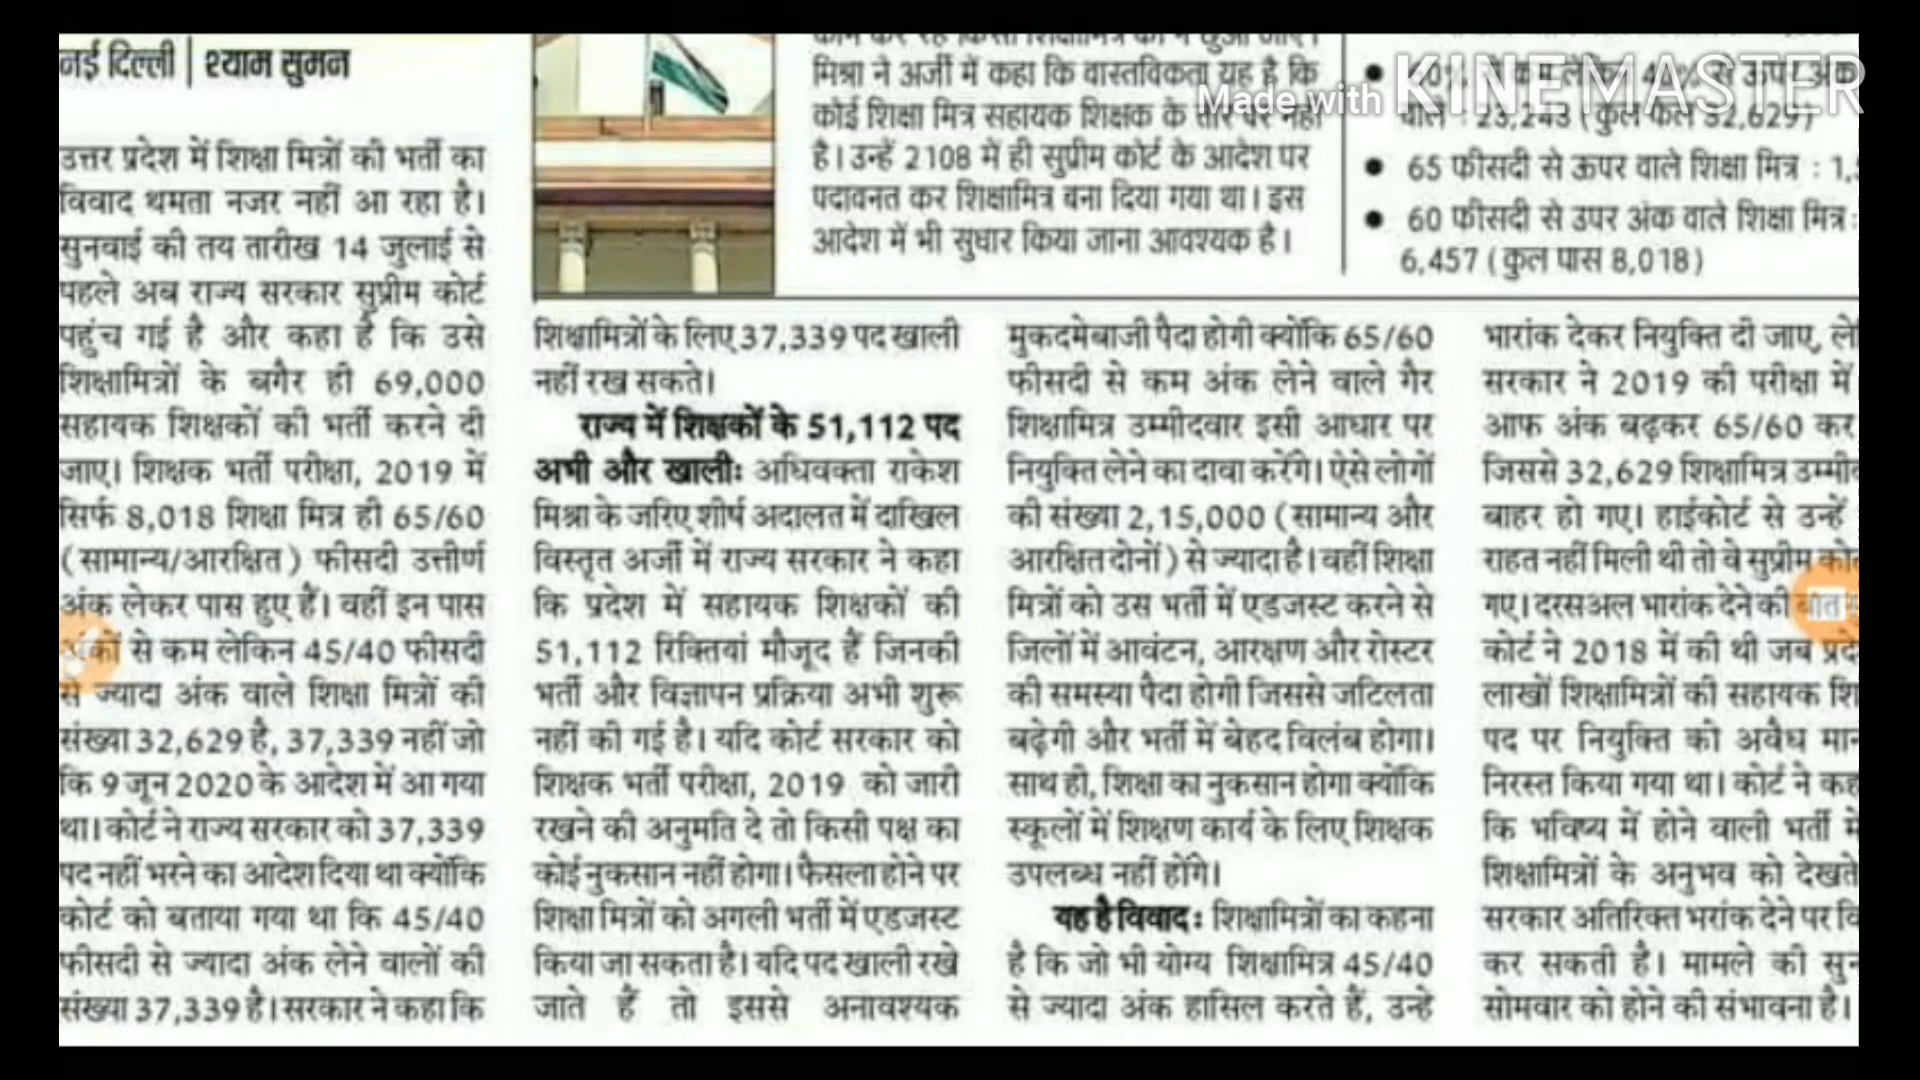 नई दिल्ली | श्याम सुमन
उत्तर प्रदेश में शिक्षा मित्रों की भर्ती का
विवाद थमता नजर नहीं आ रहा है।
सुनवाई की तय तारीख 14 जुलाई से
पहले अब राज्य सरकार सुप्रीम कोर्ट
पहुंच गई है और कहा है कि उसे
शिक्षामित्रों के बगैर ही 69,000
सहायक शिक्षकों की भर्ती करने दी
जाए। शिक्षक भर्ती परीक्षा, 2019 में
सिर्फ 8,018 शिक्षा मित्र ही 65/60
(सामान्य/आरक्षित) फीसदी उत्तीर्ण
अंक लेकर पास हुए हैं। वहीं इन पास
अंकों से कम लेकिन 45/40 फीसदी
से ज्यादा अंक वाले शिक्षा मित्रों की
संख्या 32,629 है, 37,339 नहीं जो
कि 9 जून 2020 के आदेश में आ गया
था। कोर्ट ने राज्य सरकार को 37,339
पद नहीं भरने का आदेश दिया था क्योंकि
कोर्ट को बताया गया था कि 45/40
फीसदी से ज्यादा अंक लेने वालों की
संख्या 37,339 है। सरकार ने कहा कि
शिक्षामित्रों के लिए 37,339 पद खाली
नहीं रख सकते।
राज्य में शिक्षकों के 51,112 पद
अभी और खाली: अधिवक्ता राकेश
मिश्रा के जरिए शीर्ष अदालत में दाखिल
विस्तृत अर्जी में राज्य सरकार ने कहा
कि प्रदेश में सहायक शिक्षकों की
51,112 रिक्तियां मौजूद हैं जिनकी
भर्ती और विज्ञापन प्रक्रिया अभी शुरू
नहीं की गई है। यदि कोर्ट सरकार को
शिक्षक भर्ती परीक्षा, 2019 को जारी
रखने की अनुमति दे तो किसी पक्ष का
कोई नुकसान नहीं होगा। फैसला होने पर
शिक्षा मित्रों को अगली भर्ती में एडजस्ट
किया जा सकता है। यदि पद खाली रखे
जाते हैं तो इससे अनावश्यक
मुकदमेबाजी पैदा होगी क्योंकि 65/60
फीसदी से कम अंक लेने वाले गैर
शिक्षामित्र उम्मीदवार इसी आधार पर
नियुक्ति लेने का दावा करेंगे। ऐसे लोगों
की संख्या 2,15,000 (सामान्य और
आरक्षित दोनों) से ज्यादा है। वहीं शिक्षा
मित्रों को उस भर्ती में एडजस्ट करने से
जिलों में आवंटन, आरक्षण और रोस्टर
की समस्या पैदा होगी जिससे जटिलता
बढ़ेगी और भर्ती में बेहद विलंब होगा।
साथ ही, शिक्षा का नुकसान होगा क्योंकि
स्कूलों में शिक्षण कार्य के लिए शिक्षक
उपलब्ध नहीं होंगे।
यह है विवाद: शिक्षामित्रों का कहना
है कि जो भी योग्य शिक्षामित्र 45/40
से ज्यादा अंक हासिल करते हैं, उन्हें
भारांक देकर नियुक्ति दी जाए, ले
सरकार ने 2019 की परीक्षा में
आफ अंक बढ़कर 65/60 कर
जिससे 32,629 शिक्षामित्र उम्मी
बाहर हो गए। हाईकोर्ट से उन्हें
राहत नहीं मिली थी तो वे सुप्रीम को
गए। दरसअल भारांक देने की बात
कोर्ट ने 2018 में की थी जब प्रदे
लाखों शिक्षामित्रों की सहायक शि
पद पर नियुक्ति को अवैध मान
निरस्त किया गया था। कोर्ट ने कह
कि भविष्य में होने वाली भर्ती में
शिक्षामित्रों के अनुभव को देखते
सरकार अतिरिक्त भरांक देने पर वि
कर सकती है। मामले की सुन
सोमवार को होने की संभावना है।
मिश्रा ने अर्जी में कहा कि वास्तविकता यह है कि
कोई शिक्षा मित्र सहायक शिक्षक के तौर पर नहीं
है। उन्हें 2108 में ही सुप्रीम कोर्ट के आदेश पर
पदावनत कर शिक्षामित्र बना दिया गया था। इस
आदेश में भी सुधार किया जाना आवश्यक है।
से कम लेकिन से ऊपर अंक
वाले : 23,243 (कुल फेल 32,629)
● 65 फीसदी से ऊपर वाले शिक्षा मित्र : 1,
● 60 फीसदी से उपर अंक वाले शिक्षा मित्र:
6,457 (कुल पास 8,018)
Made with KINEMASTER